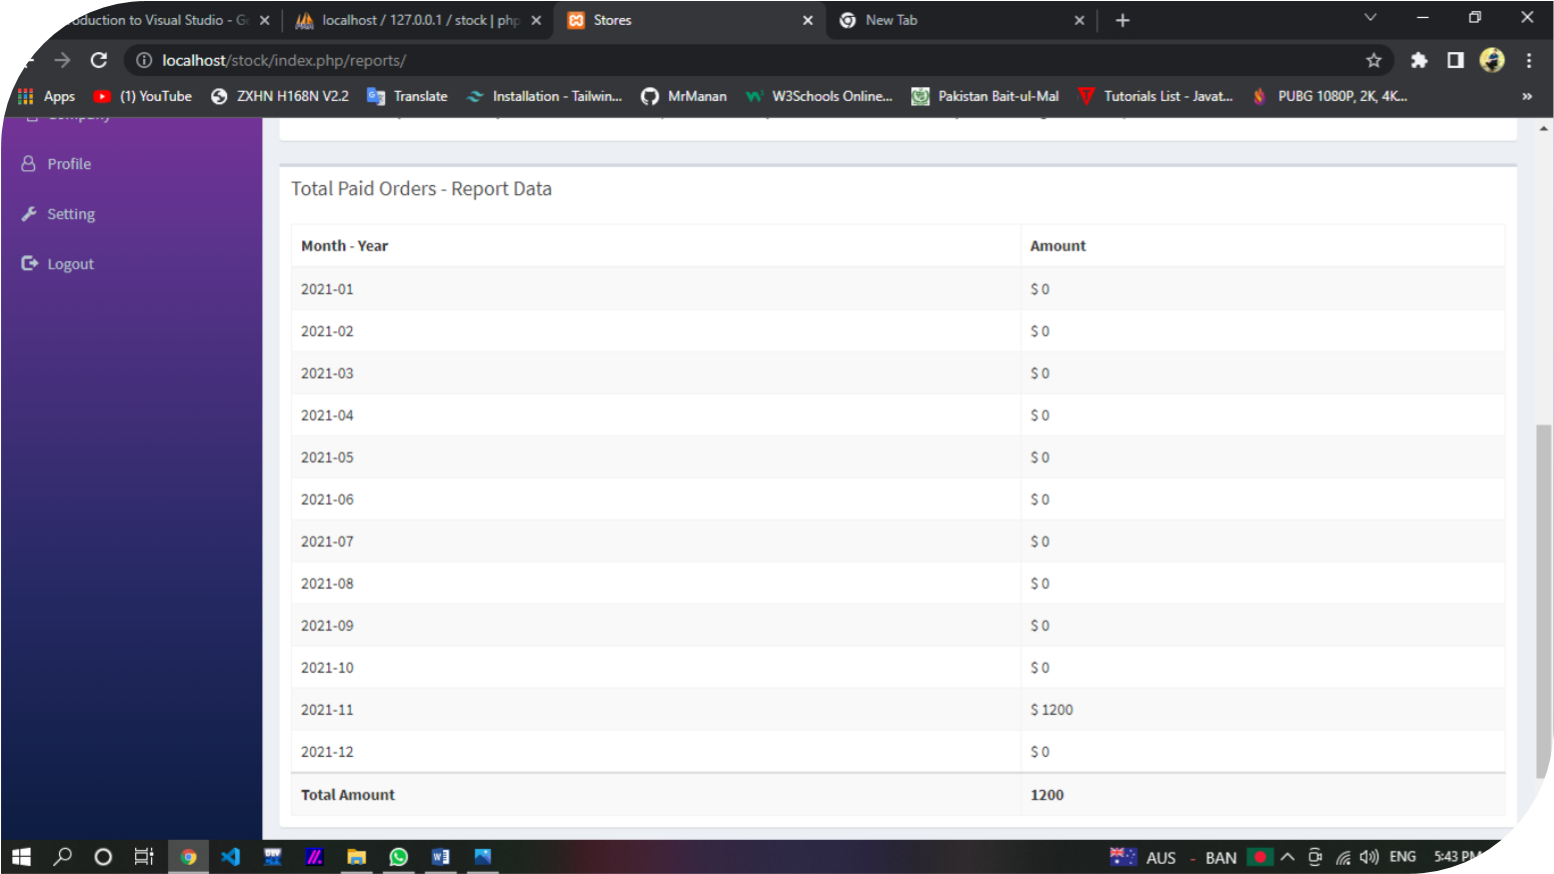 oduction to Visual Studio - G
localhost / 127.0.0.1 / stock | php
Stores
New Tab
localhost/stock/index.php/reports/
Apps
(1) YouTube
ZXHN H168N V2.2
Translate
Installation - Tailwin...
MrManan
W3Schools Online...
Pakistan Bait-ul-Mal
Tutorials List - Javat...
PUBG 1080P, 2K, 4K...
»
Profile
Setting
Logout
Total Paid Orders - Report Data
Month - Year Amount
2021-01 $ 0
2021-02 $ 0
2021-03 $ 0
2021-04 $ 0
2021-05 $ 0
2021-06 $ 0
2021-07 $ 0
2021-08 $ 0
2021-09 $ 0
2021-10 $ 0
2021-11 $ 1200
2021-12 $ 0
Total Amount 1200
AUS - BAN
ENG
5:43 PM